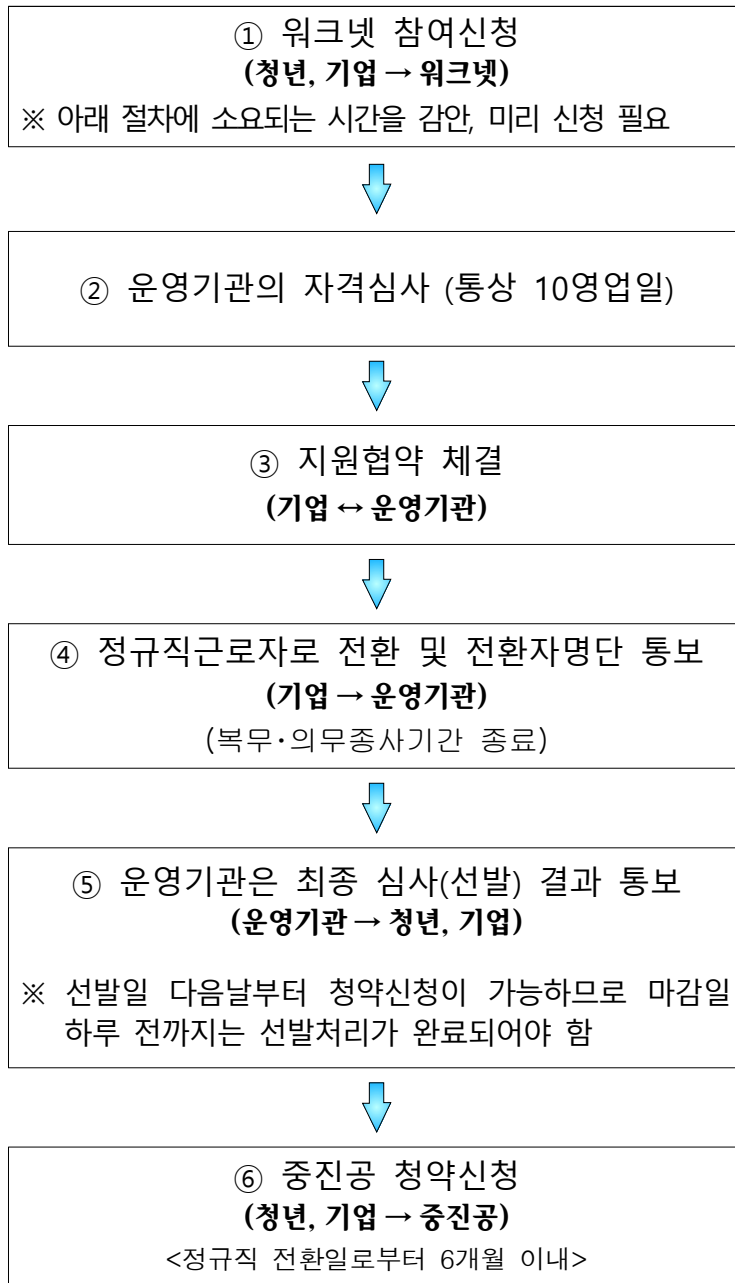 ① 워크넷 참여신청
(청년, 기업 → 워크넷)
※ 아래 절차에 소요되는 시간을 감안, 미리 신청 필요
② 운영기관의 자격심사 (통상 10영업일)
③ 지원협약 체결
(기업 ↔ 운영기관)
④ 정규직근로자로 전환 및 전환자명단 통보
(기업 → 운영기관)
(복무·의무종사기간 종료)
⑤ 운영기관은 최종 심사(선발) 결과 통보
(운영기관 → 청년, 기업)
※ 선발일 다음날부터 청약신청이 가능하므로 마감일
하루 전까지는 선발처리가 완료되어야 함
⑥ 중진공 청약신청
(청년, 기업 → 중진공)
<정규직 전환일로부터 6개월 이내>